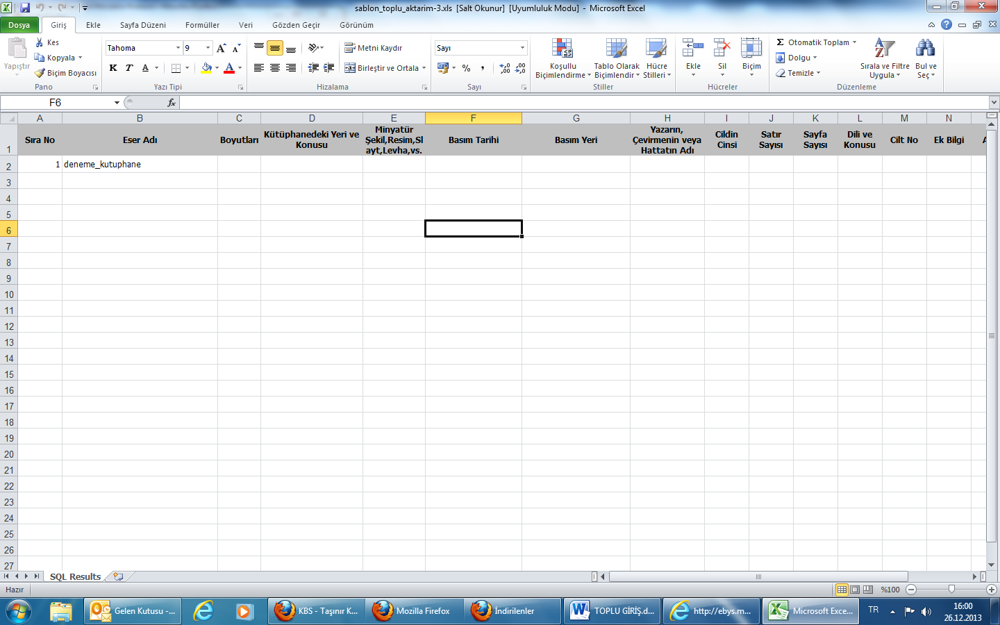 sablon_toplu_aktarim-3.xls [Salt Okunur] [Uyumluluk Modu] - Microsoft Excel
Dosya Giriş Ekle Sayfa Düzeni Formüller Veri Gözden Geçir Görünüm
Yapıştır
Kes
Kopyala
Biçim Boyacısı
Pano
Tahoma 9
K T A
Yazı Tipi
Metni Kaydır
Birleştir ve Ortala
Hizalama
Sayı
% ,
Sayı
Koşullu
Biçimlendirme
Tablo Olarak
Biçimlendir
Hücre
Stilleri
Stiller
Ekle
Sil
Biçim
Hücreler
Σ Otomatik Toplam
Dolgu
Temizle
Sırala ve Filtre
Uygula
Bul ve
Seç
Düzenleme
F6 fx
A B C D E F G H I J K L M N
1
Sıra No
Eser Adı
Boyutları
Kütüphanedeki Yeri ve
Konusu
Minyatür
Şekil,Resim,Sl
ayt,Levha,vs.
Basım Tarihi
Basım Yeri
Yazarın,
Çevirmenin veya
Hattatın Adı
Cildin
Cinsi
Satır
Sayısı
Sayfa
Sayısı
Dili ve
Konusu
Cilt No
Ek Bilgi
2 1 deneme_kutuphane
3
4
5
6
7
8
9
10
11
12
13
14
15
16
17
18
19
20
21
22
23
24
25
26
27
SQL Results
Hazır %100
Gelen Kutusu -... KBS - Taşınır K... Mozilla Firefox İndirilenler TOPLU GİRİŞ.d... http://ebys.m... Microsoft Exce... TR 16:00
26.12.2013